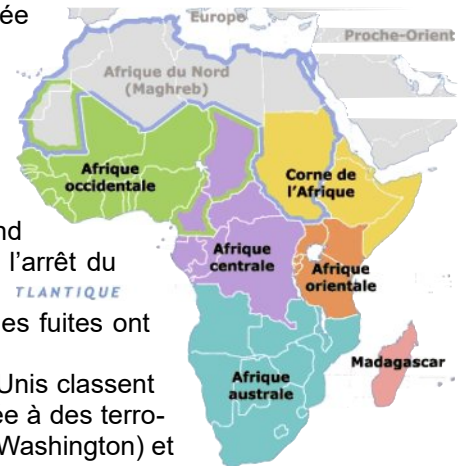 ée
Europe
Proche-Orient
Afrique du Nord
(Maghreb)
Afrique
occidentale
Corne de
l’Afrique
nd
l’arrêt du
TLANTIQUE
es fuites ont
Afrique
centrale
Afrique
orientale
Unis classent
ée à des terro-
Washington) et
Afrique
australe
Madagascar